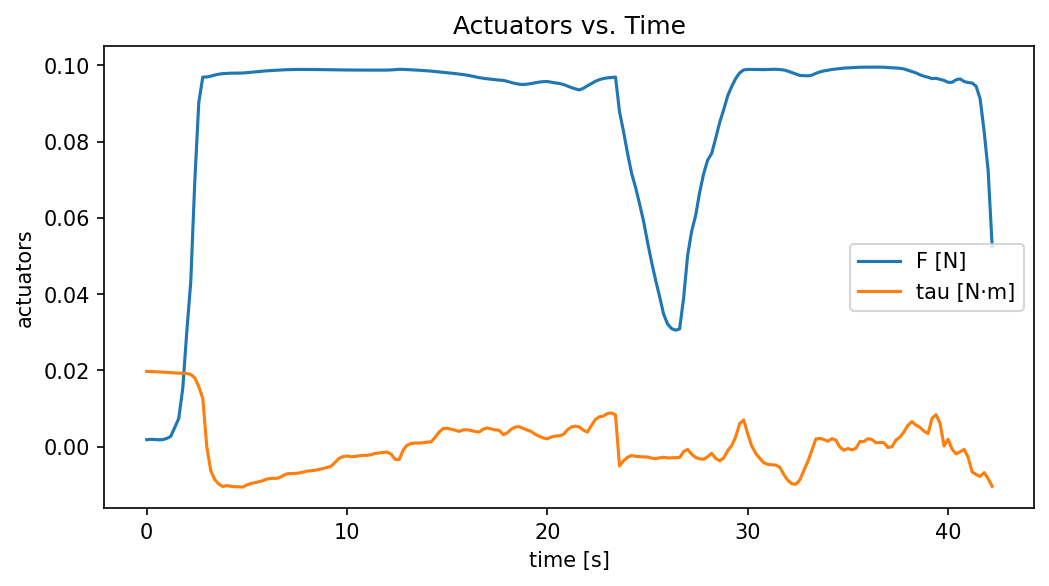 Actuators vs. Time
actuators
0.10
0.08
0.06
0.04
0.02
0.00
F [N]
tau [N·m]
0 10 20 30 40
time [s]